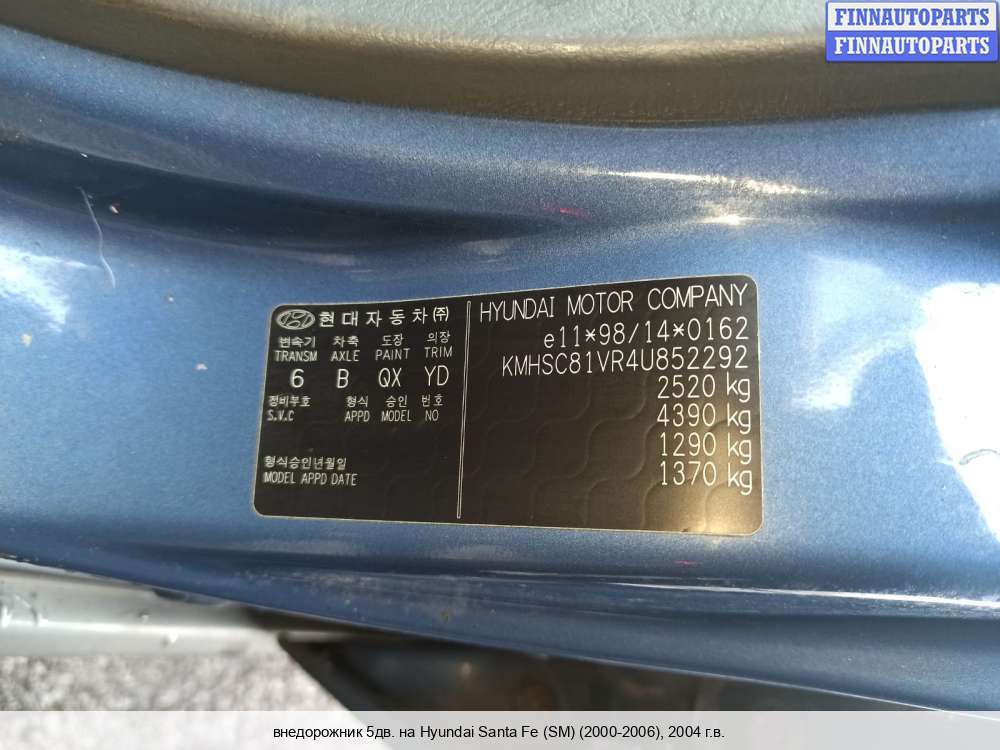 FINNAUTOPARTS
FINNAUTOPARTS
현대자동차㈜
변속기 차축 도장 의장
TRANSM AXLE PAINT TRIM
6 B QX YD
정비부호 형식 승인 번호
S.V.C APPD MODEL NO
형식승인년월일
MODEL APPD DATE
HYUNDAI MOTOR COMPANY
e11*98/14*0162
KMHSC81VR4U852292
2520 kg
4390 kg
1290 kg
1370 kg
внедорожник 5дв. на Hyundai Santa Fe (SM) (2000-2006), 2004 г.в.